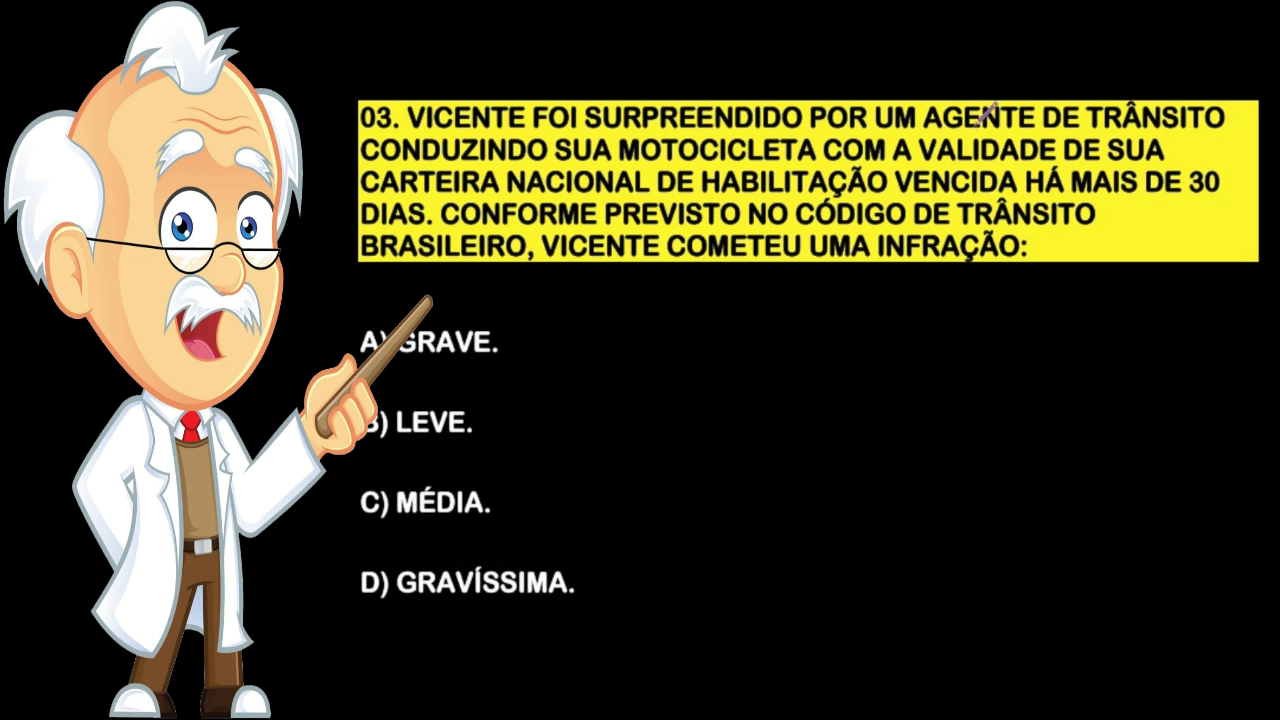 03. VICENTE FOI SURPREENDIDO POR UM AGENTE DE TRÂNSITO
CONDUZINDO SUA MOTOCICLETA COM A VALIDADE DE SUA
CARTEIRA NACIONAL DE HABILITAÇÃO VENCIDA HÁ MAIS DE 30
DIAS. CONFORME PREVISTO NO CÓDIGO DE TRÂNSITO
BRASILEIRO, VICENTE COMETEU UMA INFRAÇÃO:
A) GRAVE.
B) LEVE.
C) MÉDIA.
D) GRAVÍSSIMA.